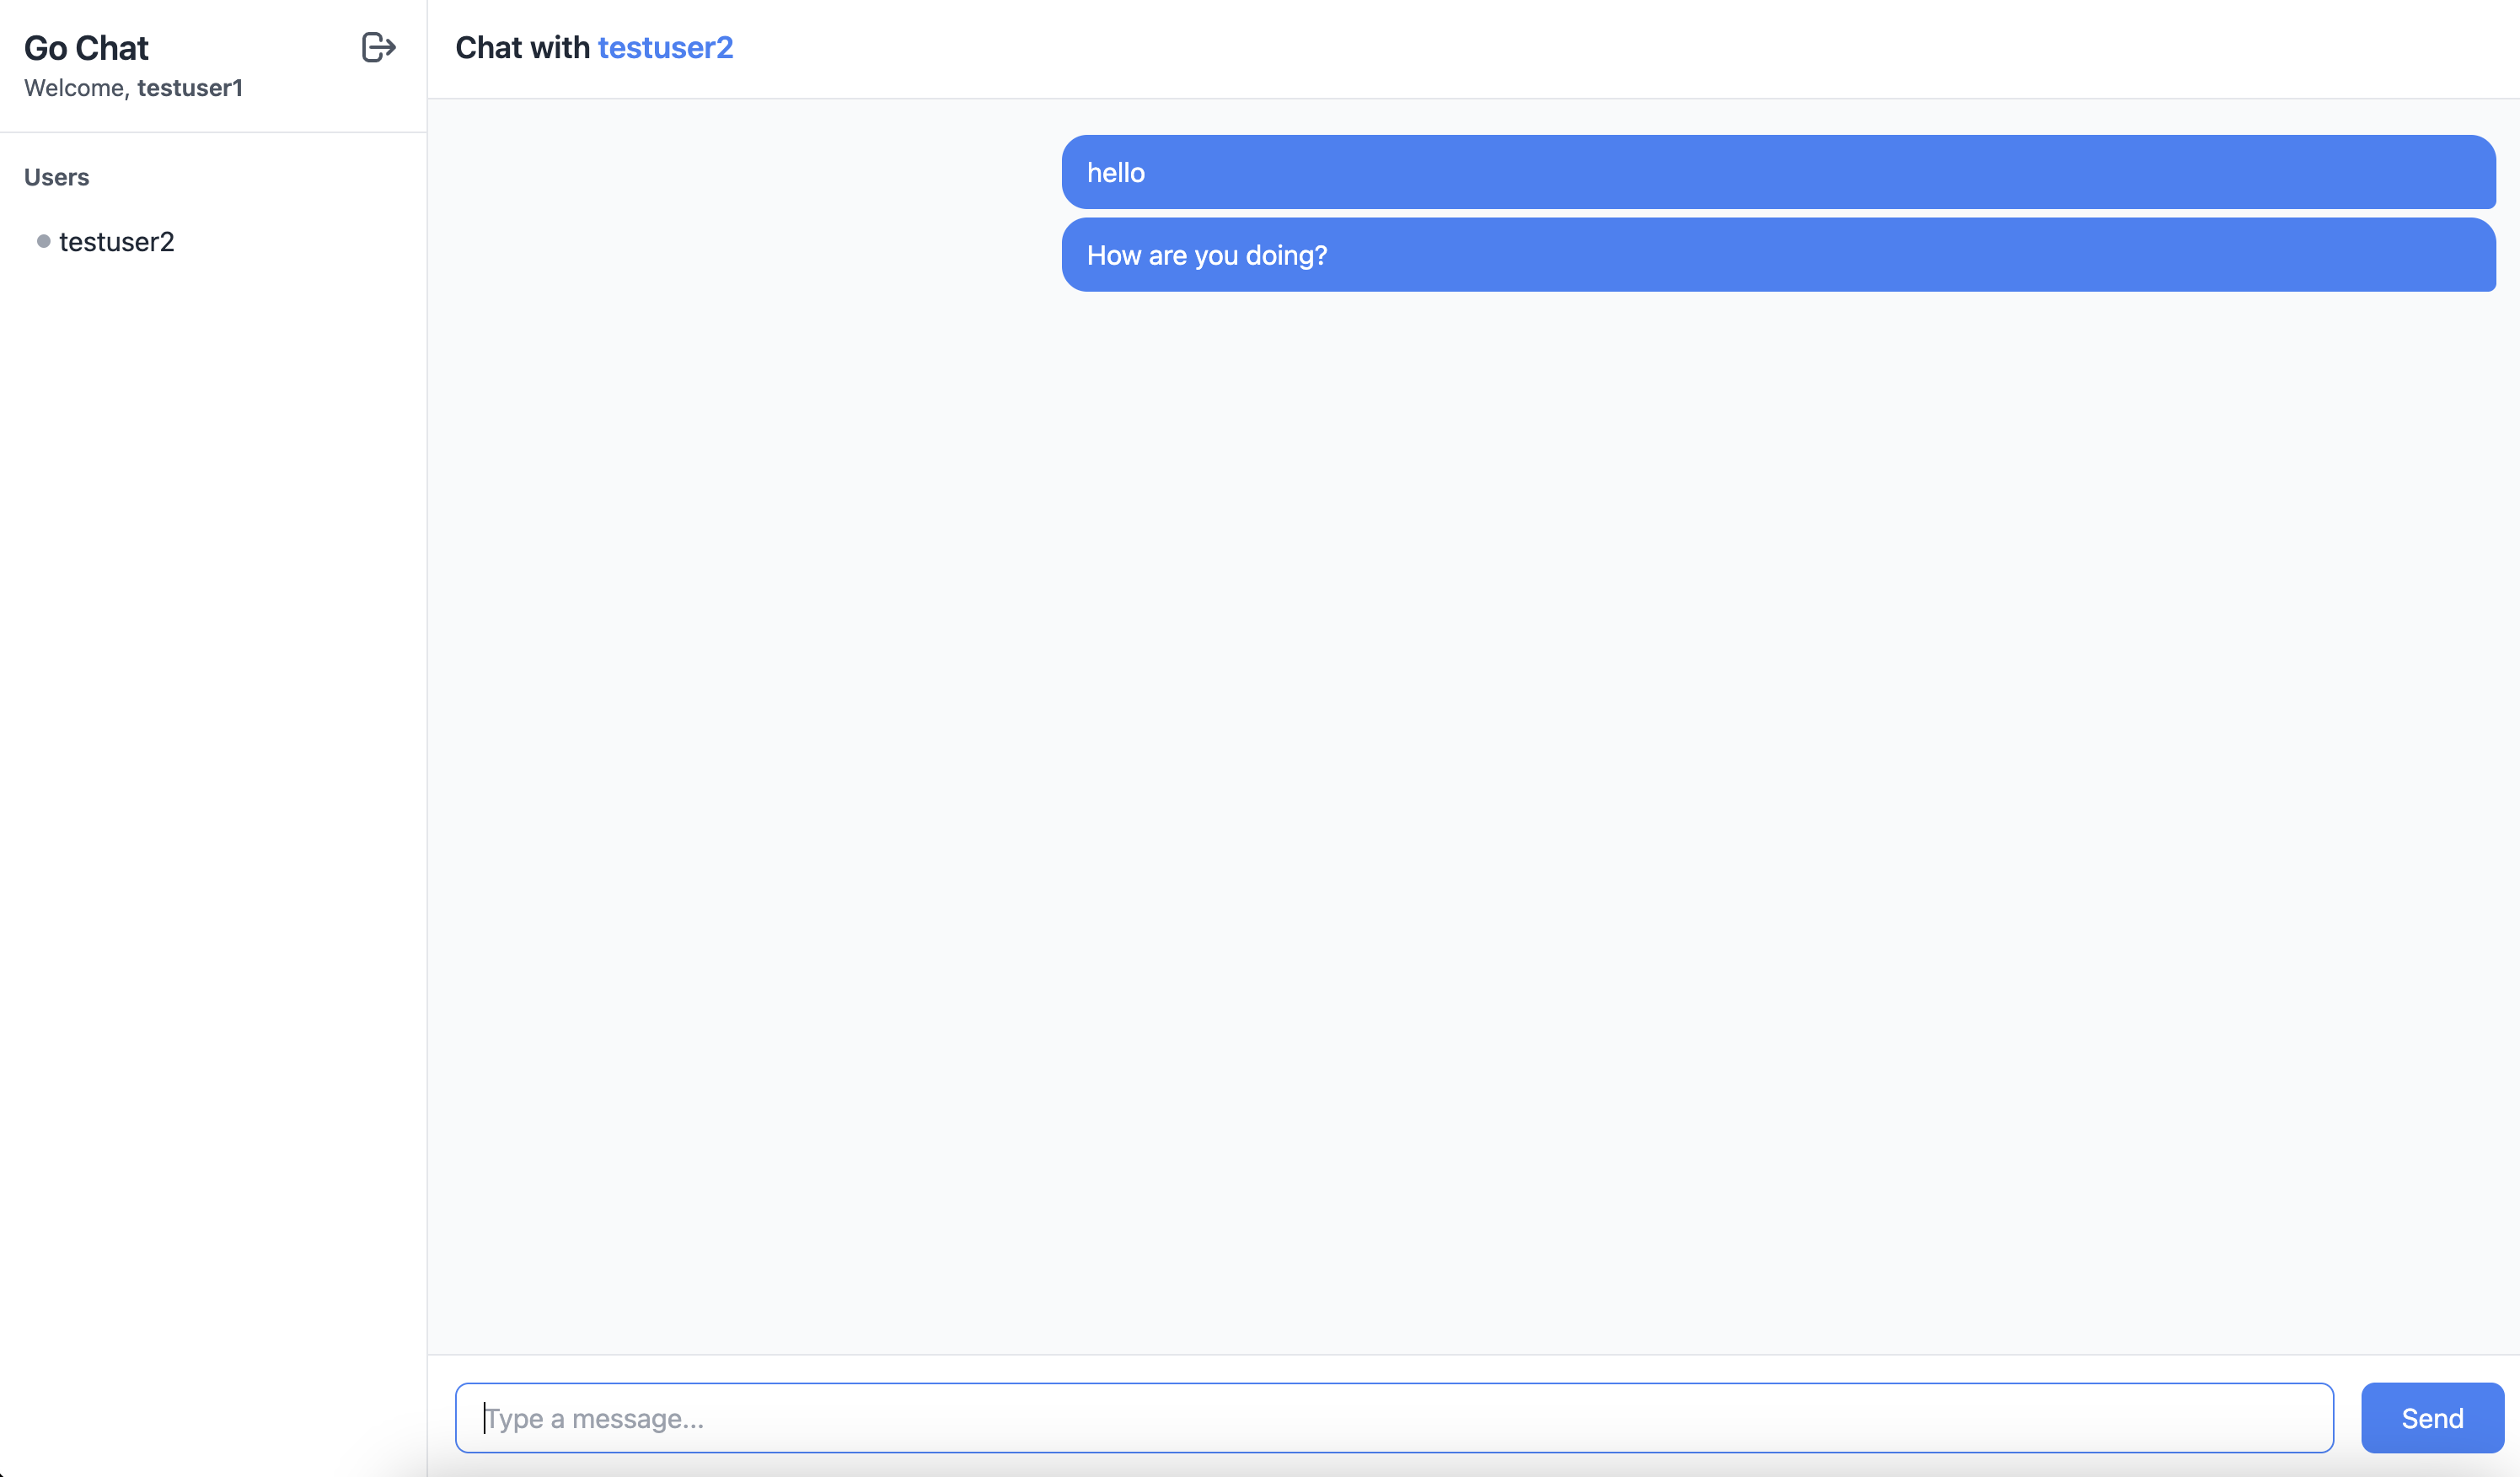 Go Chat
Welcome, testuser1
Users
testuser2
Chat with testuser2
hello
How are you doing?
Type a message...
Send